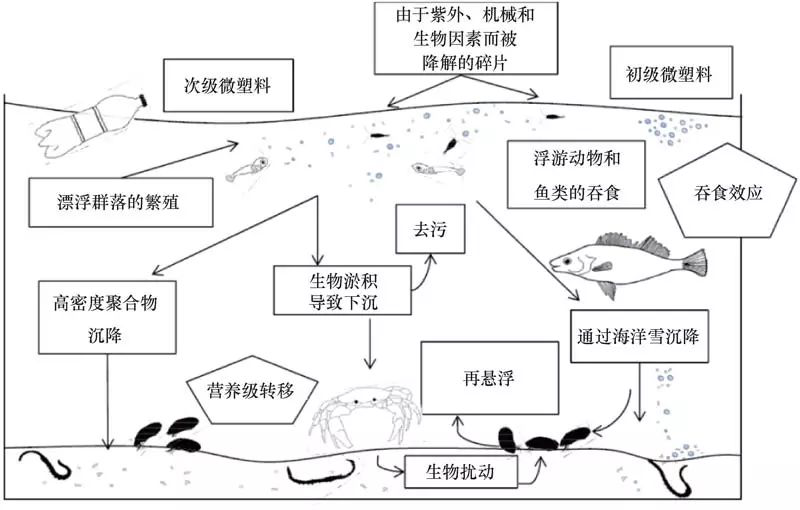 由于紫外、机械和
生物因素而被
降解的碎片
次级微塑料
初级微塑料
浮游动物和
鱼类的吞食
吞食效应
漂浮群落的繁殖
去污
生物淤积
导致下沉
高密度聚合物
沉降
通过海洋雪沉降
再悬浮
营养级转移
生物扰动